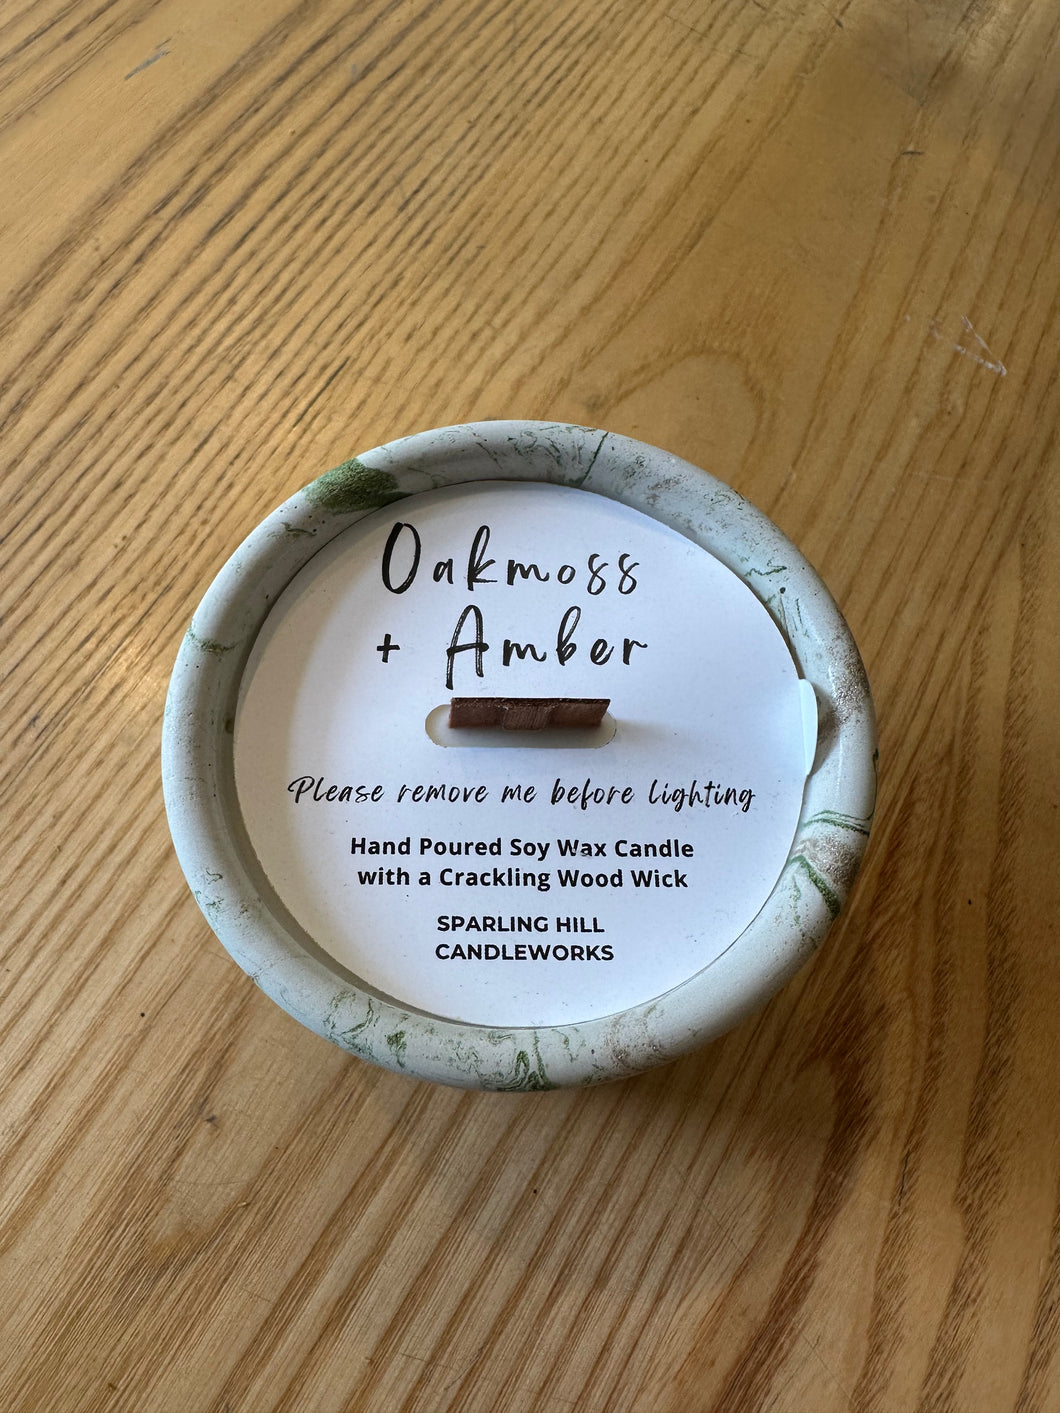 Oakmoss
+ Amber
Please remove me before lighting
Hand Poured Soy Wax Candle
with a Crackling Wood Wick
SPARLING HILL
CANDLEWORKS